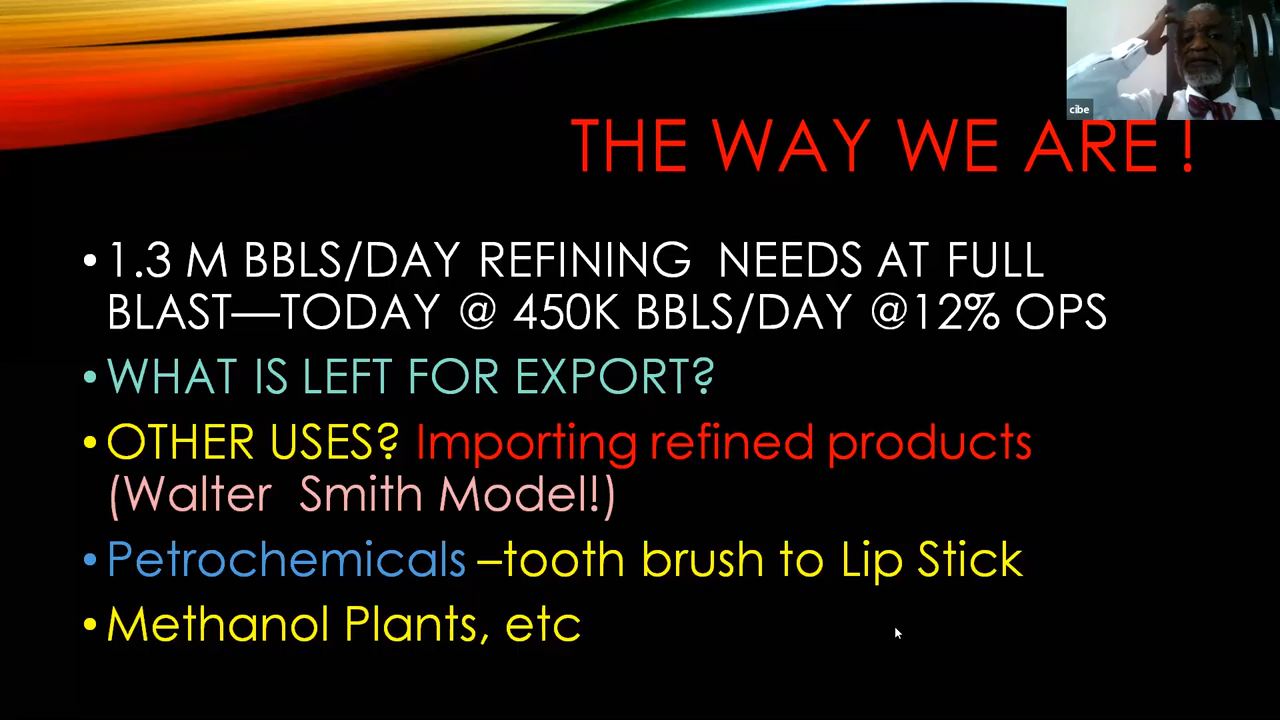 cibe
THE WAY WE ARE !
•1.3 M BBLS/DAY REFINING NEEDS AT FULL
BLAST—TODAY @ 450K BBLS/DAY @12% OPS
•WHAT IS LEFT FOR EXPORT?
•OTHER USES? Importing refined products
(Walter Smith Model!)
•Petrochemicals –tooth brush to Lip Stick
•Methanol Plants, etc